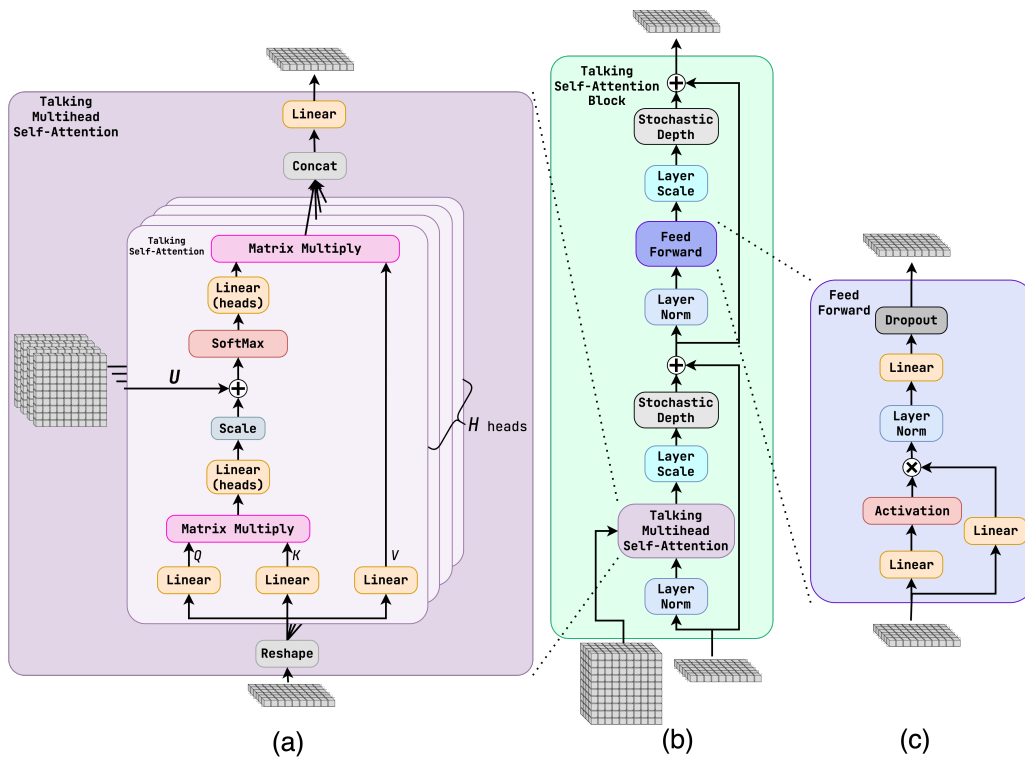 Talking
Multihead
Self-Attention
Linear
Concat
Talking
Self-Attention
Matrix Multiply
Linear
(heads)
SoftMax
U
Scale
H heads
Linear
(heads)
Matrix Multiply
Q
K
V
Linear
Linear
Linear
Reshape
(a)
Talking
Self-Attention
Block
Stochastic
Depth
Layer
Scale
Feed
Forward
Layer
Norm
Stochastic
Depth
Layer
Scale
Talking
Multihead
Self-Attention
Layer
Norm
(b)
Feed
Forward
Dropout
Linear
Layer
Norm
Activation
Linear
Linear
(c)